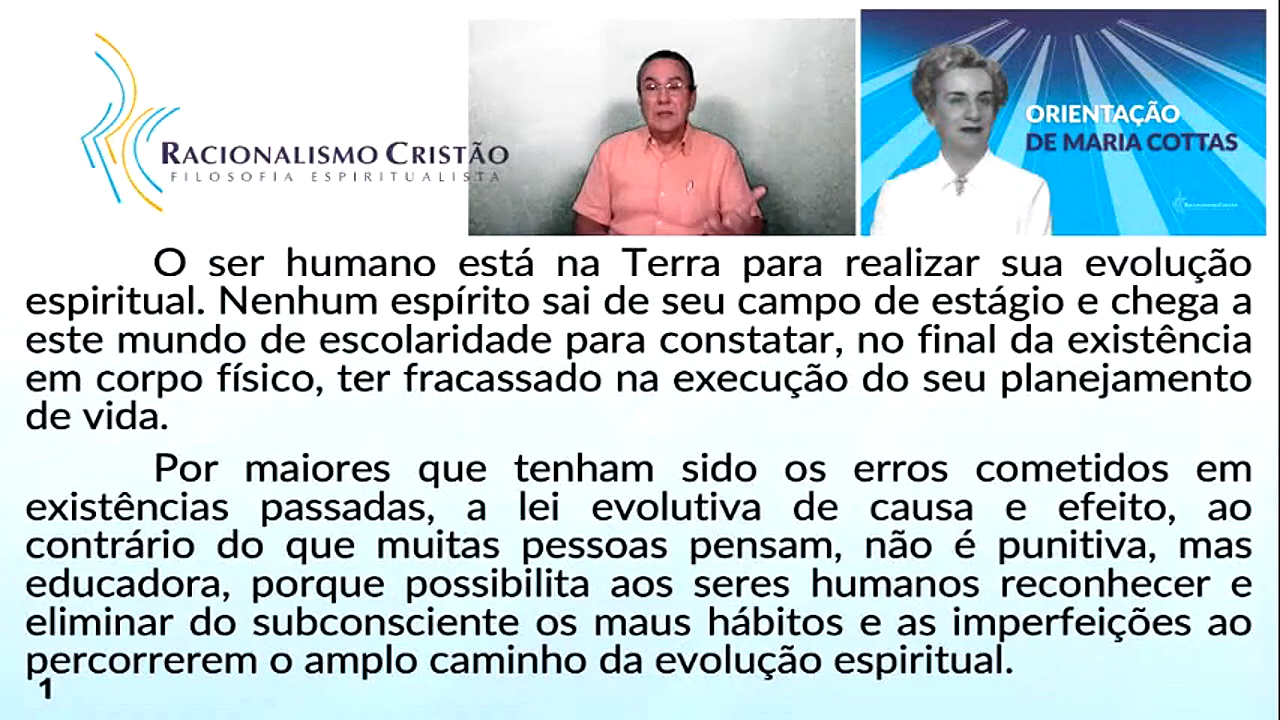 RACIONALISMO CRISTÃO
FILOSOFIA ESPIRITUALISTA
ORIENTAÇÃO
DE MARIA COTTAS
RACIONALISMO CRISTÃO
O ser humano está na Terra para realizar sua evolução
espiritual. Nenhum espírito sai de seu campo de estágio e chega a
este mundo de escolaridade para constatar, no final da existência
em corpo físico, ter fracassado na execução do seu planejamento
de vida.
Por maiores que tenham sido os erros cometidos em
existências passadas, a lei evolutiva de causa e efeito, ao
contrário do que muitas pessoas pensam, não é punitiva, mas
educadora, porque possibilita aos seres humanos reconhecer e
eliminar do subconsciente os maus hábitos e as imperfeições ao
percorrerem o amplo caminho da evolução espiritual.
1